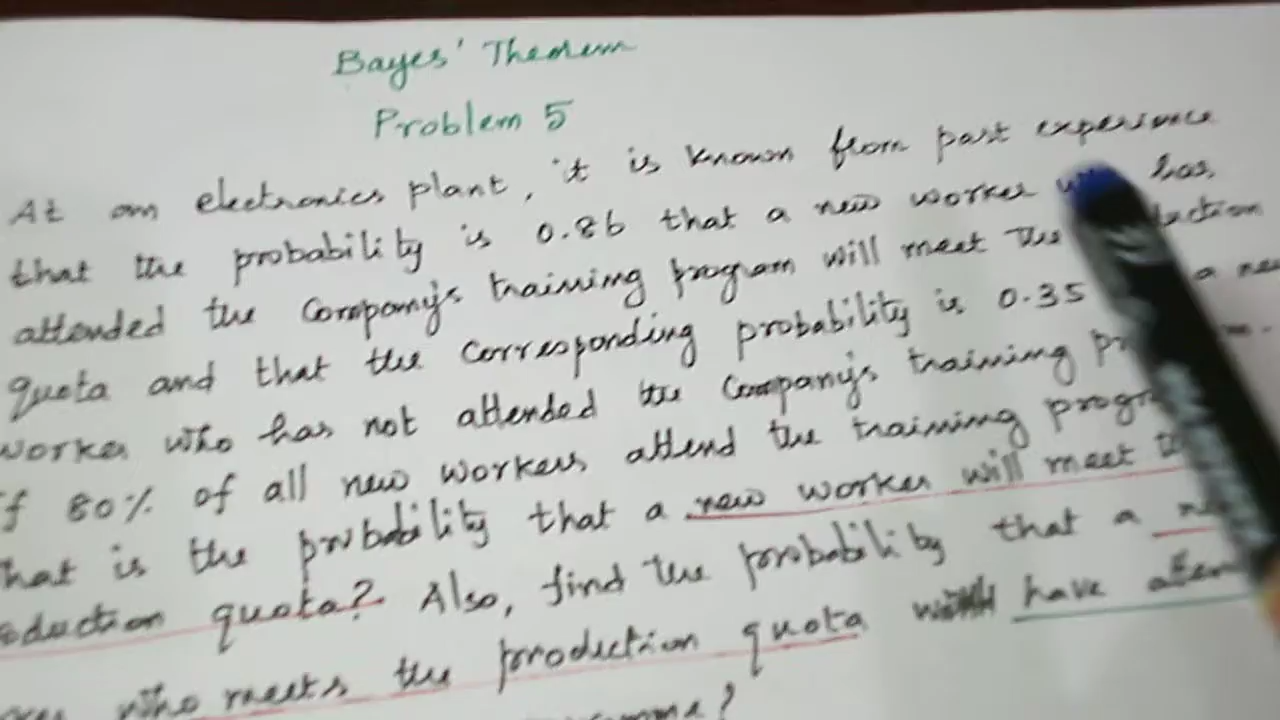 Bayes' Theorem
Problem 5
At an electronics plant, it is known from past experience
that the probability is 0.86 that a new worker has
attended the Company's training program will meet the
quota and that the corresponding probability is 0.35 a new
worker who has not attended the Company's training
If 80% of all new workers attend the training
is the probability that a new worker will meet
quota? Also, find the probability that a
who meets the production quota have